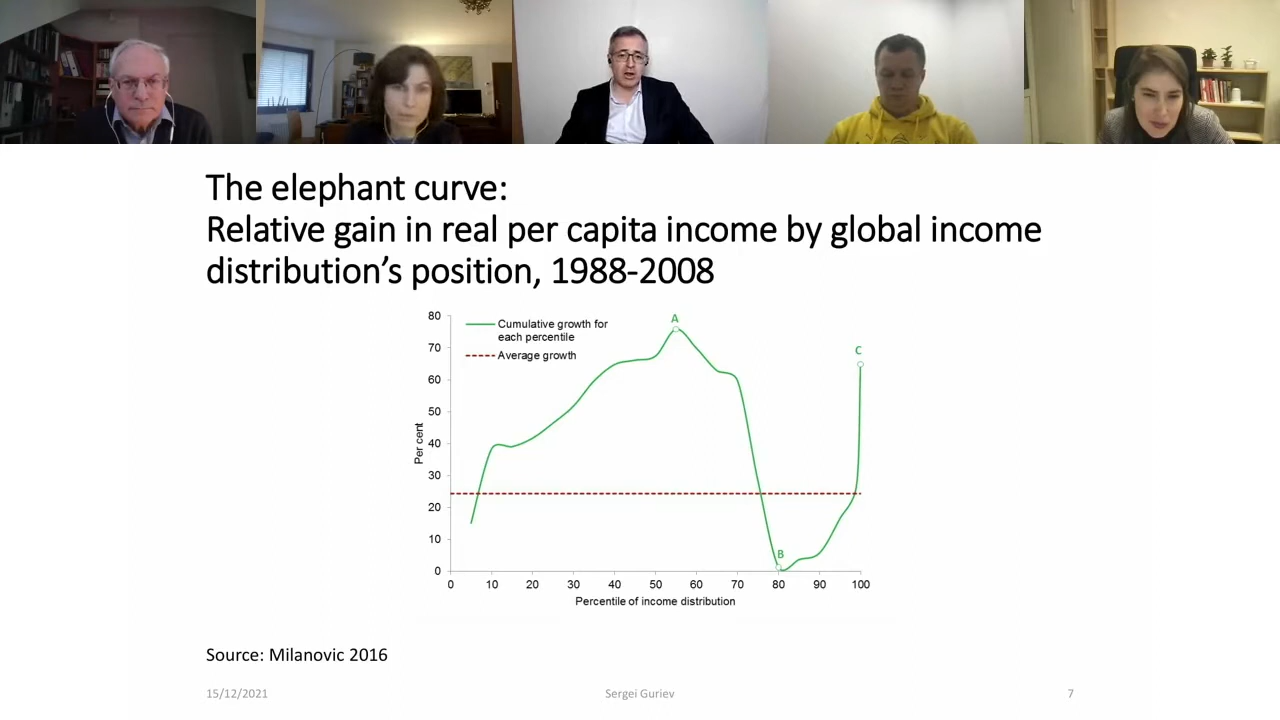 The elephant curve:
Relative gain in real per capita income by global income
distribution's position, 1988-2008
Cumulative growth for
each percentile
Average growth
A
B
C
Per cent
80
70
60
50
40
30
20
10
0
0 10 20 30 40 50 60 70 80 90 100
Percentile of income distribution
Source: Milanovic 2016
15/12/2021 Sergei Guriev 7